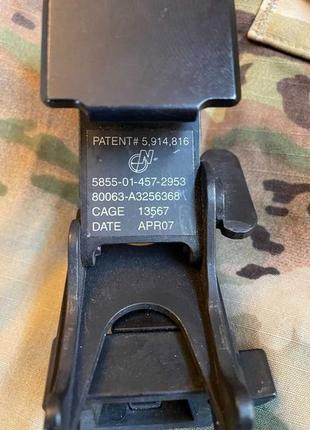 PATENT# 5,914,816
N
5855-01-457-2953
80063-A3256368
CAGE 13567
DATE APR07